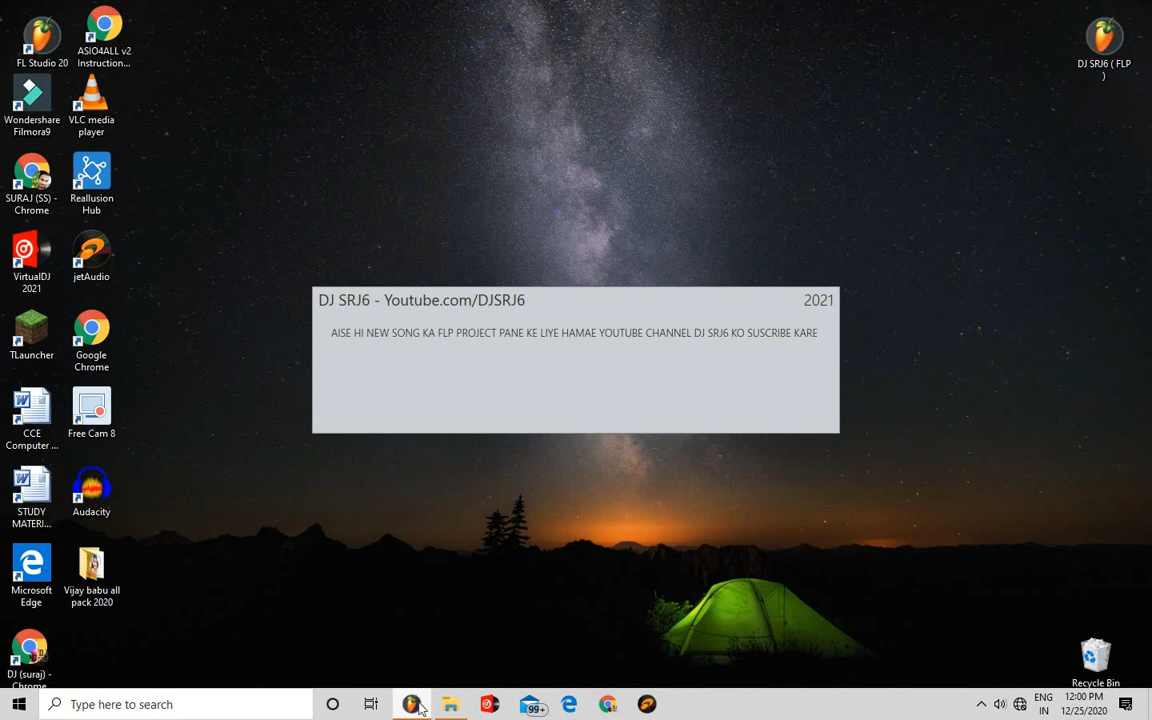 FL Studio 20
ASIO4ALL v2
Instruction...
DJ SRJ6 ( FLP
)
Wondershare
Filmora9
VLC media
player
SURAJ (SS) -
Chrome
Reallusion
Hub
VirtualDJ
2021
jetAudio
DJ SRJ6 - Youtube.com/DJSRJ6
2021
AISE HI NEW SONG KA FLP PROJECT PANE KE LIYE HAMAE YOUTUBE CHANNEL DJ SRJ6 KO SUSCRIBE KARE
TLauncher
Google
Chrome
CCE
Computer ...
Free Cam 8
STUDY
MATERI...
Audacity
Microsoft
Edge
Vijay babu all
pack 2020
DJ (suraj) -
Chrome
Recycle Bin
Type here to search
99+
ENG
IN
12:00 PM
12/25/2020